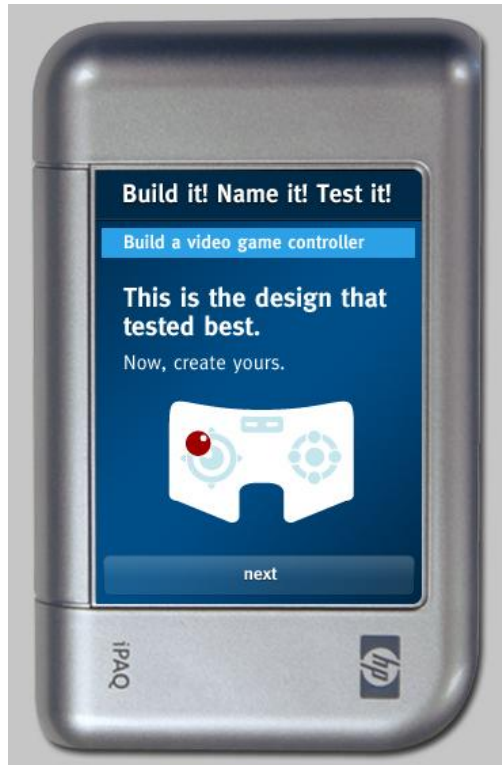 Build it! Name it! Test it!
Build a video game controller
This is the design that
tested best.
Now, create yours.
next
iPAQ
hp